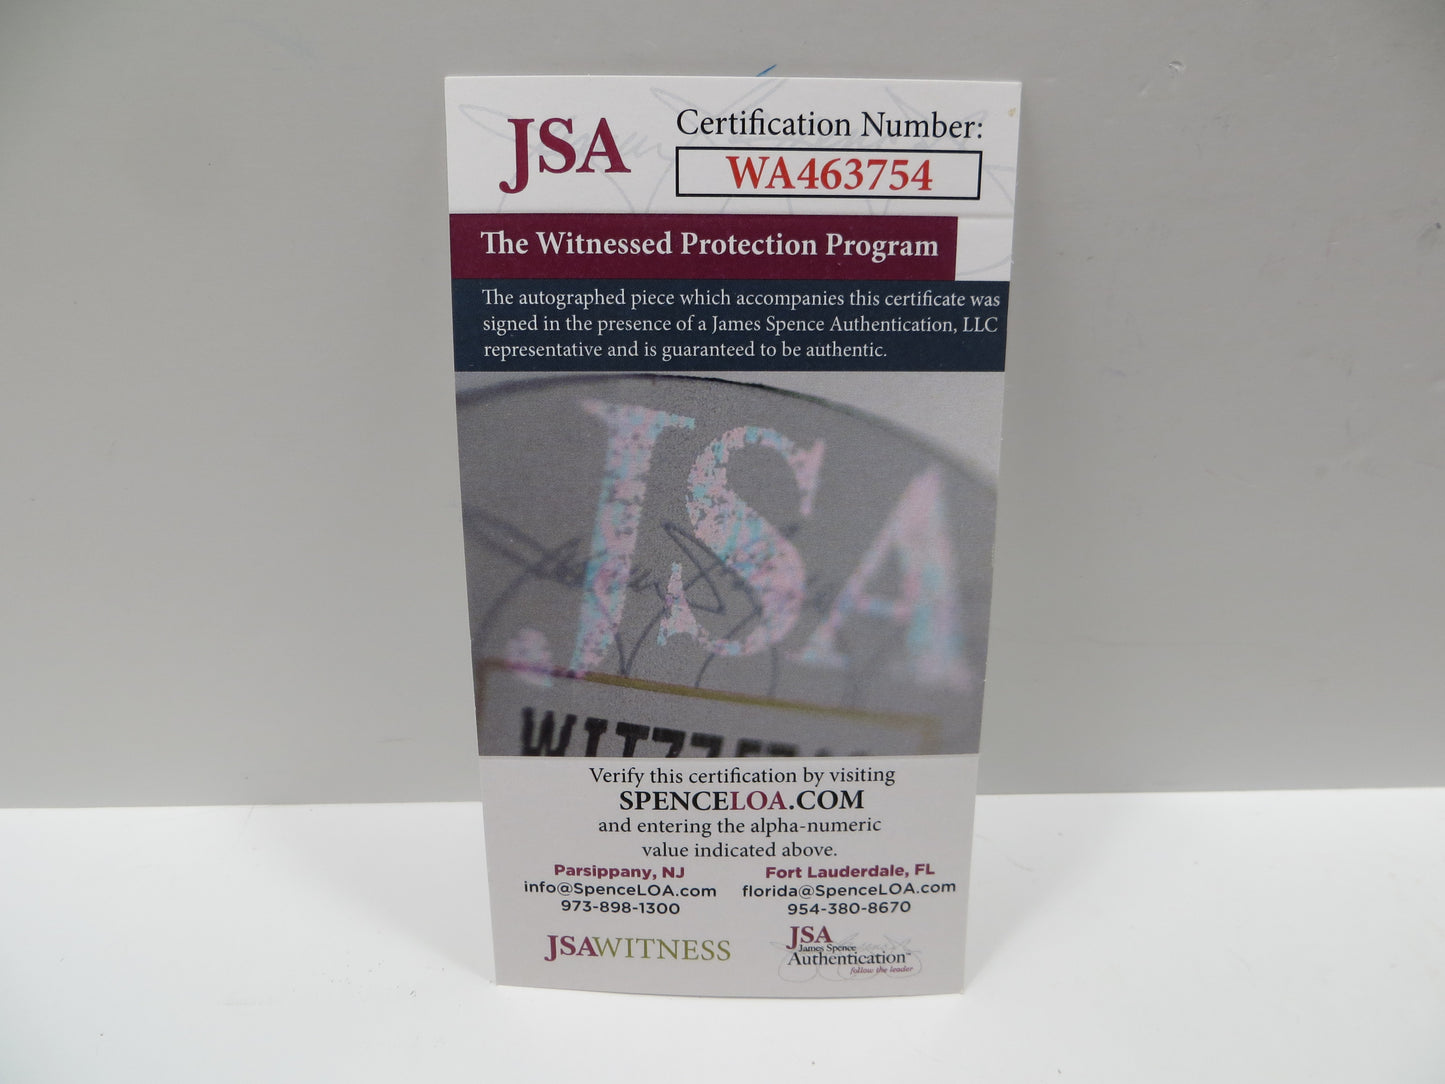 JSA
Certification Number:
WA463754
The Witnessed Protection Program
The autographed piece which accompanies this certificate was
signed in the presence of a James Spence Authentication, LLC
representative and is guaranteed to be authentic.
JSA
Verify this certification by visiting
SPENCELOA.COM
and entering the alpha-numeric
value indicated above.
Parsippany, NJ
info@SpenceLOA.com
973-898-1300
Fort Lauderdale, FL
florida@SpenceLOA.com
954-380-8670
JSAWITNESS
JSA
James Spence
Authentication™
follow the leader